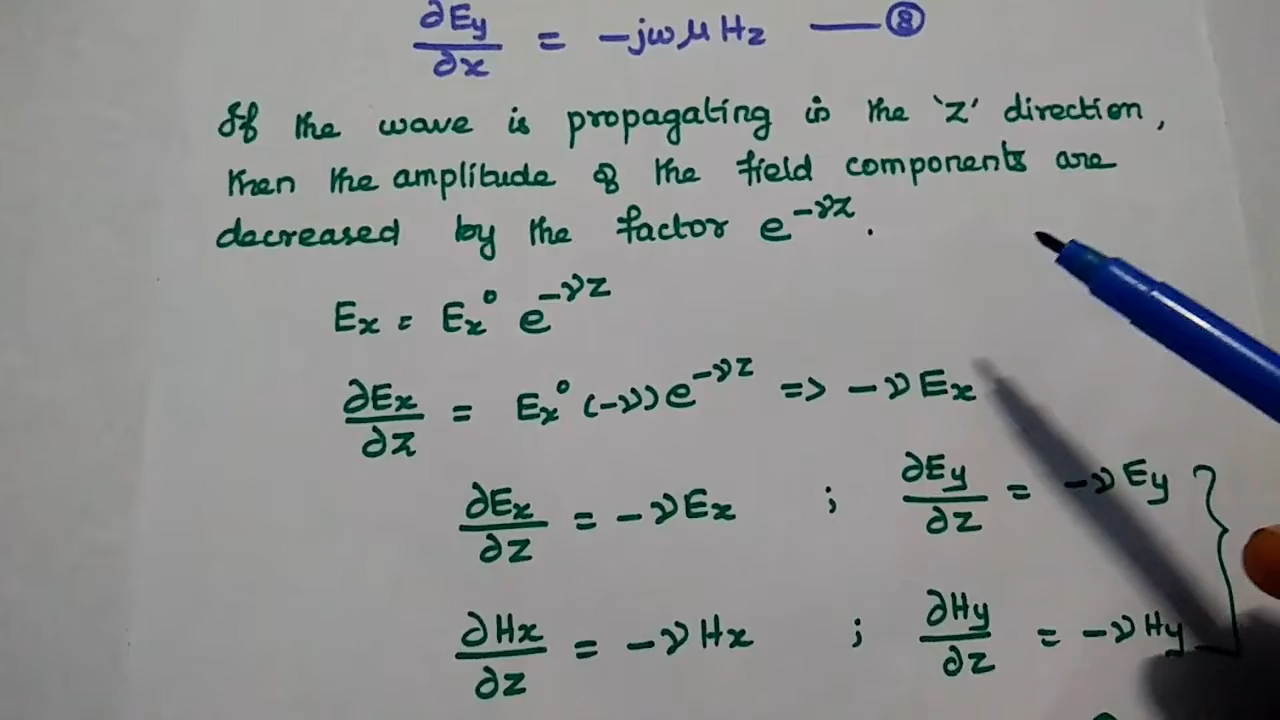 ∂Ey/∂x = -jωμHz —— ⑧
If the wave is propagating in the 'z' direction,
then the amplitude of the field components are
decreased by the factor e^-γz.
Ex = Ex° e^-γz
∂Ex/∂z = Ex° (-γ) e^-γz => -γEx
∂Ex/∂z = -γEx ; ∂Ey/∂z = -γEy }
∂Hx/∂z = -γHx ; ∂Hy/∂z = -γHy